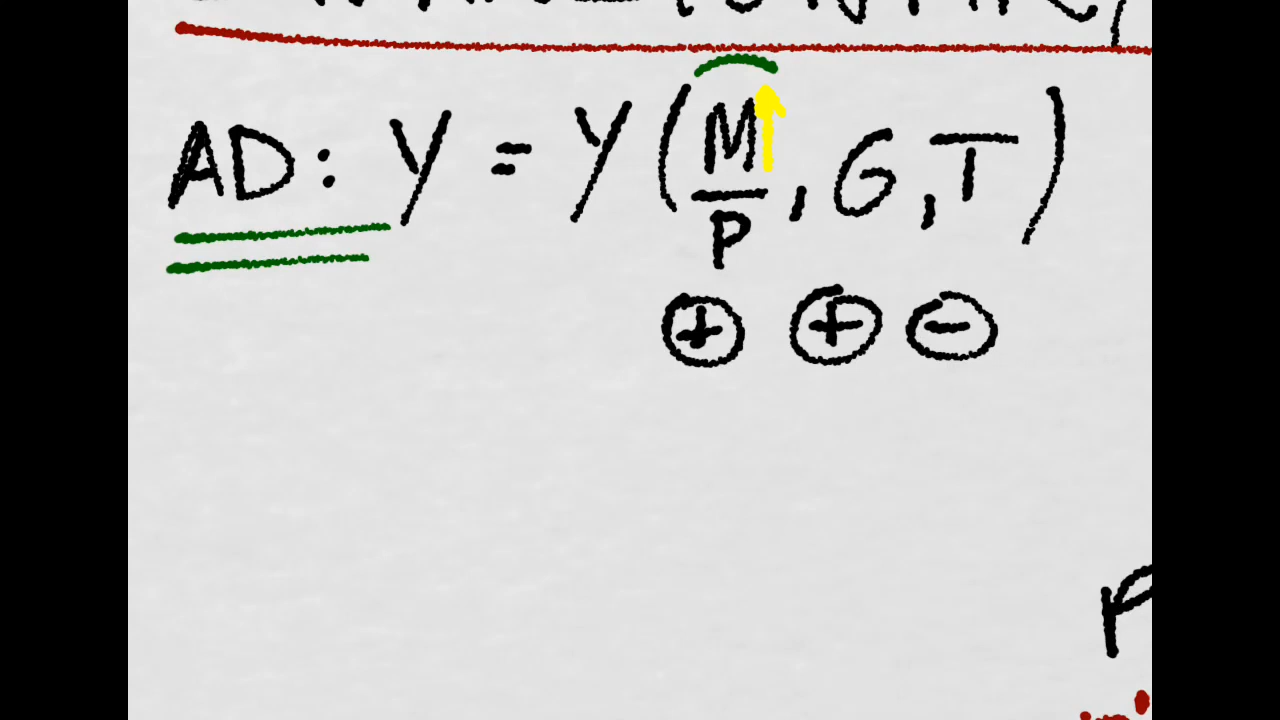 AD: Y = Y(M/P, G, T)
⊕ ⊕ ⊖
P